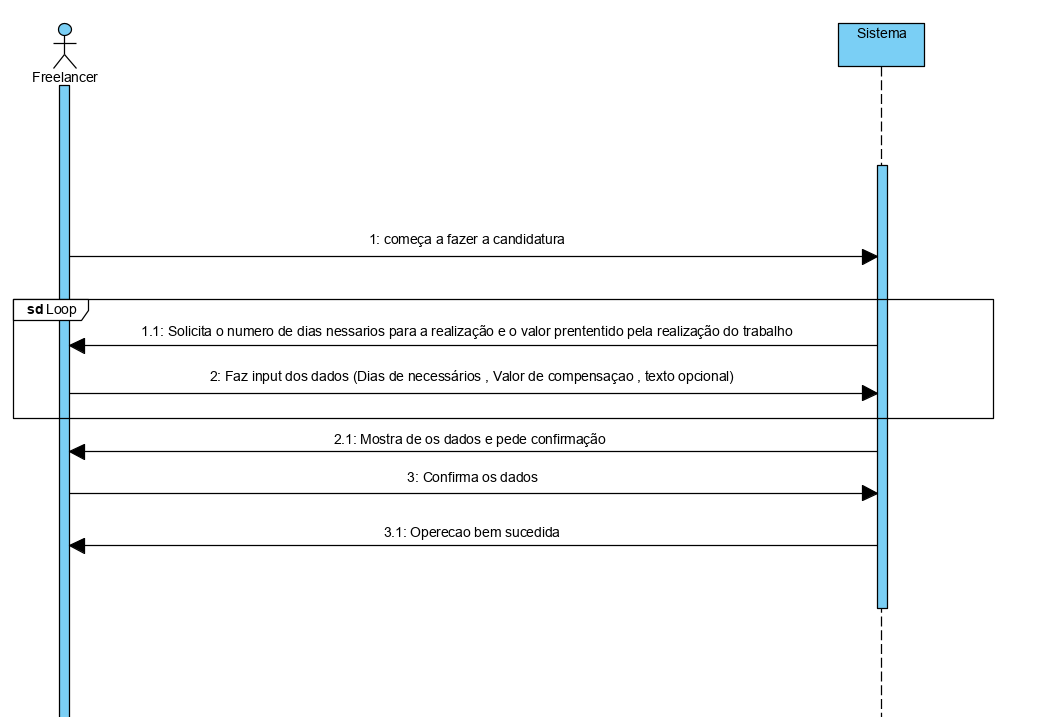 Freelancer
Sistema
1: começa a fazer a candidatura
sd Loop
1.1: Solicita o numero de dias nessarios para a realização e o valor prententido pela realização do trabalho
2: Faz input dos dados (Dias de necessários , Valor de compensaçao , texto opcional)
2.1: Mostra de os dados e pede confirmação
3: Confirma os dados
3.1: Operecao bem sucedida